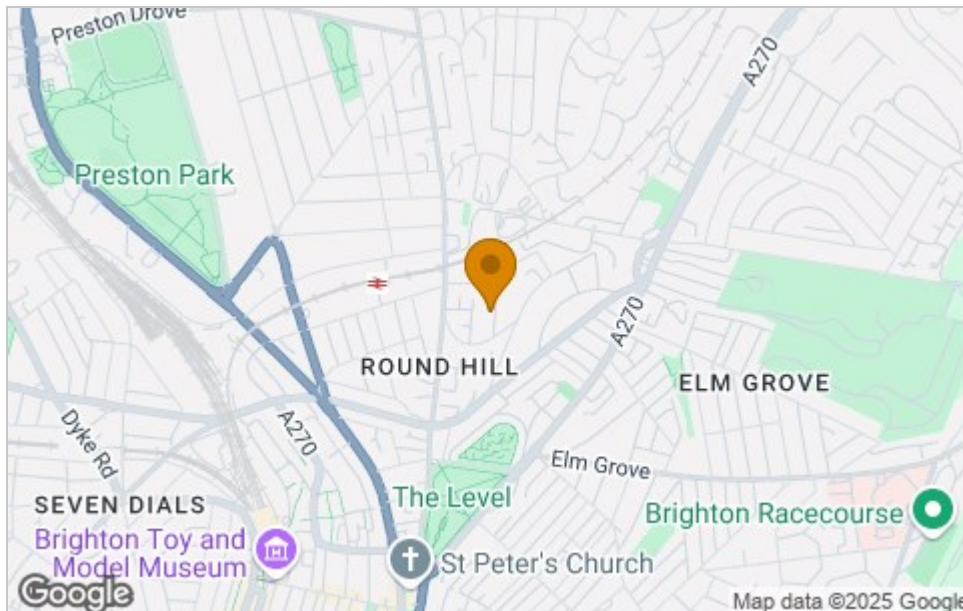 Preston Drove
A270
Preston Park
A270
ROUND HILL
ELM GROVE
Dyke Rd
A270
Elm Grove
SEVEN DIALS
The Level
Brighton Racecourse
Brighton Toy and
Model Museum
St Peter's Church
Google
Map data ©2025 Google